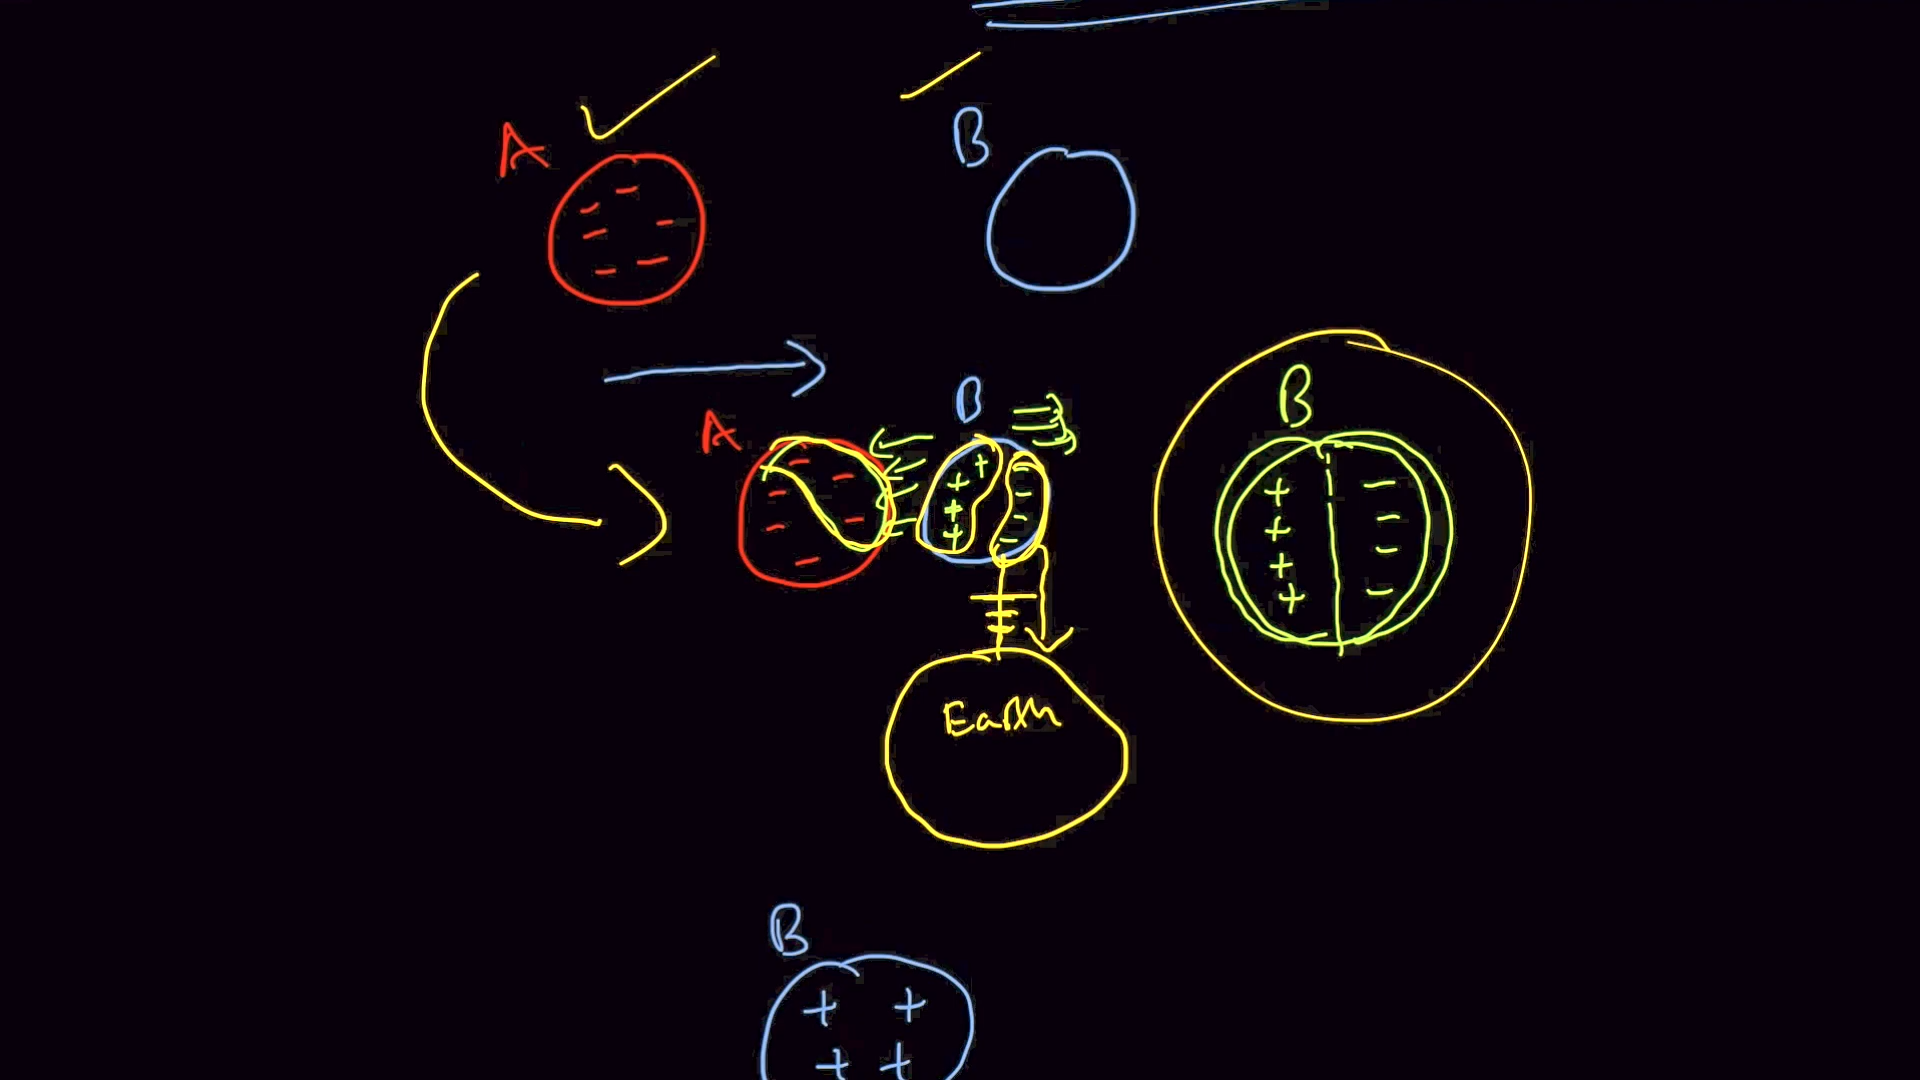 A
B
- - - - - -
B
B
A
+ + + +
- - - -
+ -
+ -
+ -
+ -
Earth
B
+ +
+ +